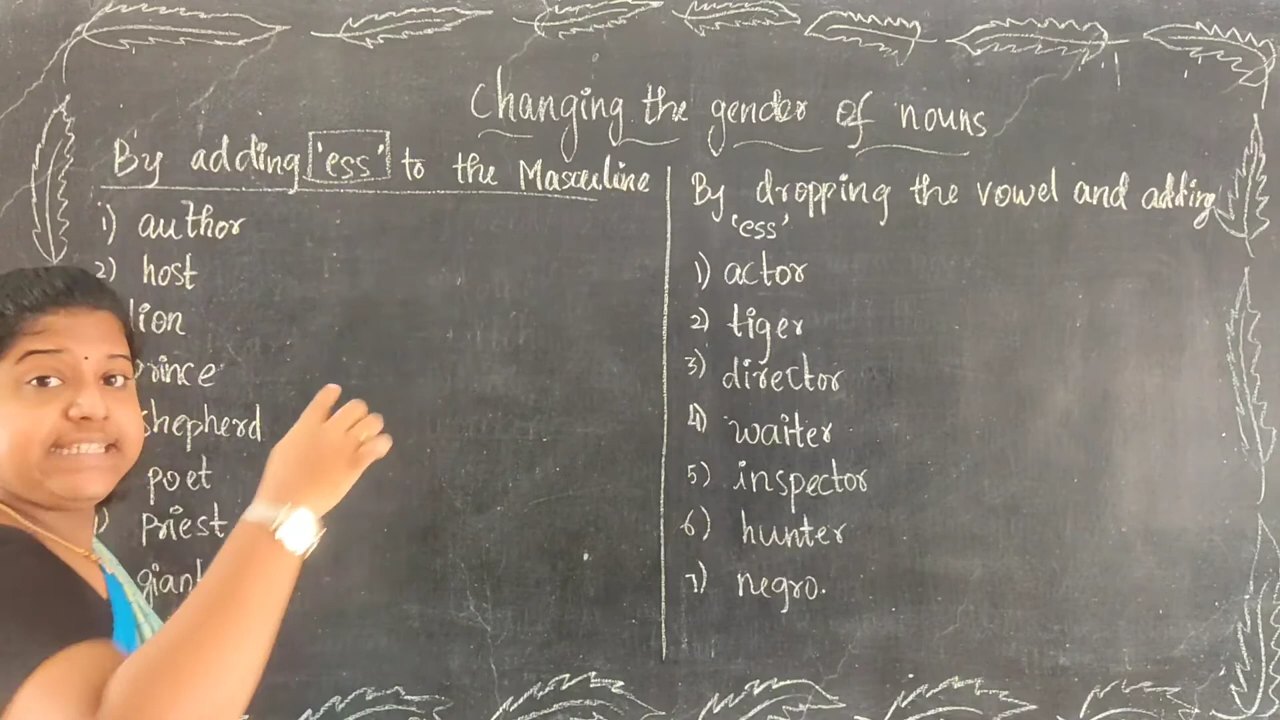 Changing the gender of nouns
By adding 'ess' to the Masculine
1) author
2) host
lion
rince
shepherd
poet
) priest
giant
By dropping the vowel and adding
'ess'
1) actor
2) tiger
3) director
4) waiter
5) inspector
6) hunter
7) negro.